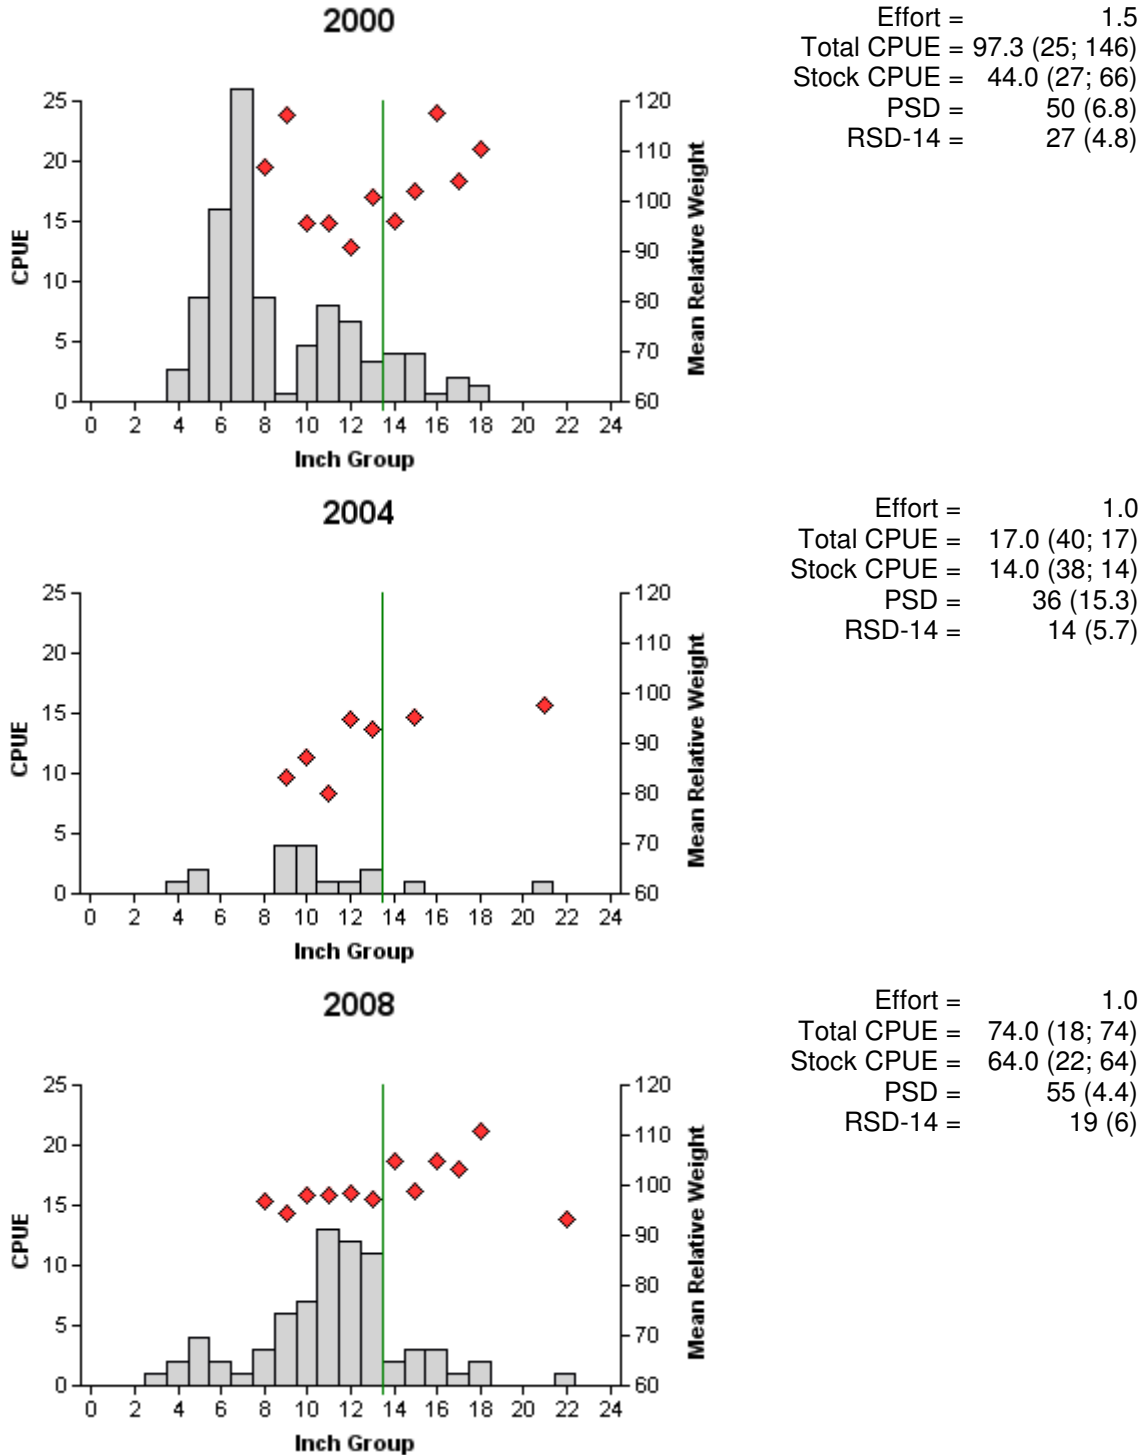 2000
Effort = 1.5
Total CPUE = 97.3 (25; 146)
Stock CPUE = 44.0 (27; 66)
PSD = 50 (6.8)
RSD-14 = 27 (4.8)
25
20
15
10
5
0
CPUE
120
110
100
90
80
70
60
Mean Relative Weight
0 2 4 6 8 10 12 14 16 18 20 22 24
Inch Group
2004
Effort = 1.0
Total CPUE = 17.0 (40; 17)
Stock CPUE = 14.0 (38; 14)
PSD = 36 (15.3)
RSD-14 = 14 (5.7)
25
20
15
10
5
0
CPUE
120
110
100
90
80
70
60
Mean Relative Weight
0 2 4 6 8 10 12 14 16 18 20 22 24
Inch Group
2008
Effort = 1.0
Total CPUE = 74.0 (18; 74)
Stock CPUE = 64.0 (22; 64)
PSD = 55 (4.4)
RSD-14 = 19 (6)
25
20
15
10
5
0
CPUE
120
110
100
90
80
70
60
Mean Relative Weight
0 2 4 6 8 10 12 14 16 18 20 22 24
Inch Group